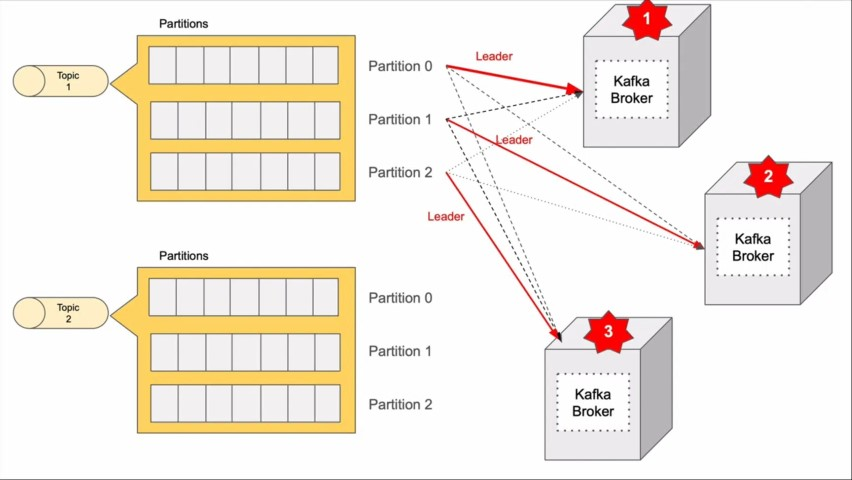 Partitions
Topic
1
Partition 0
Partition 1
Partition 2
Leader
Leader
Leader
1
Kafka
Broker
2
Kafka
Broker
3
Kafka
Broker
Partitions
Topic
2
Partition 0
Partition 1
Partition 2